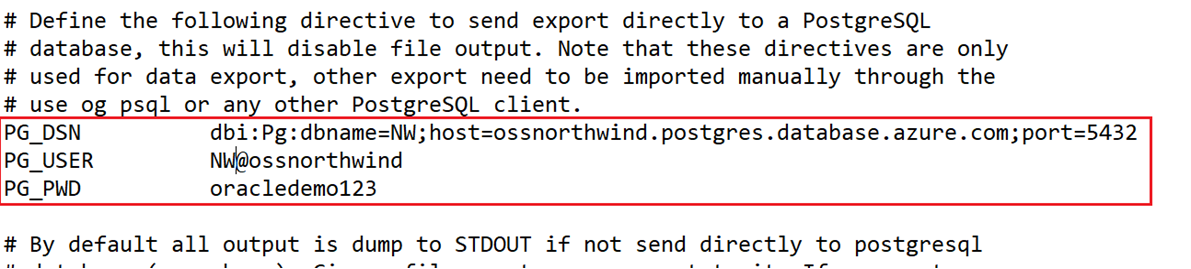 # Define the following directive to send export directly to a PostgreSQL
# database, this will disable file output. Note that these directives are only
# used for data export, other export need to be imported manually through the
# use og psql or any other PostgreSQL client.
PG_DSN dbi:Pg:dbname=NW;host=ossnorthwind.postgres.database.azure.com;port=5432
PG_USER NW@ossnorthwind
PG_PWD oracledemo123
# By default all output is dump to STDOUT if not send directly to postgresql